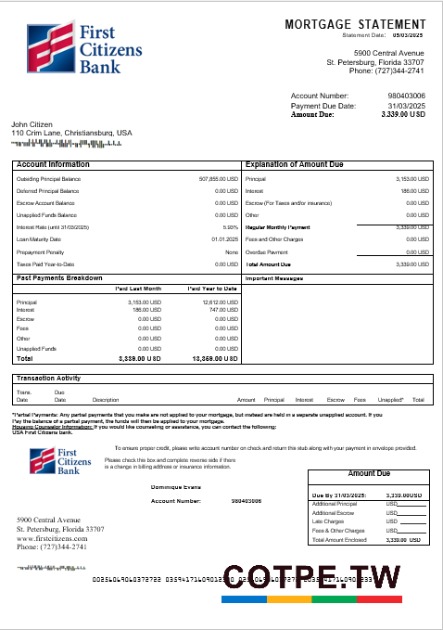 First
Citizens
Bank
MORTGAGE STATEMENT
Statement Date: 05/03/2025
5900 Central Avenue
St. Petersburg, Florida 33707
Phone: (727)344-2741
Account Number: 980403006
Payment Due Date: 31/03/2025
Amount Due: 3,339.00 USD
John Citizen
110 Crim Lane, Christiansburg, USA
Account Information
Outstanding Principal Balance 507,855.00 USD
Deferred Principal Balance 0.00 USD
Escrow Account Balance 0.00 USD
Unapplied Funds Balance 0.00 USD
Interest Rate (until 31/03/2025)
Loan Maturity Date 01.01.2025
Prepayment Penalty None
Taxes Paid Year-to-Date 0.00 USD
Explanation of Amount Due
Principal 3,153.00 USD
Interest 186.00 USD
Escrow (For Taxes and/or Insurance) 0.00 USD
Other 0.00 USD
Regular Monthly Payment 3,339.00 USD
Fees and Other Charges 0.00 USD
Overdue Payment 0.00 USD
Total Amount Due 3,339.00 USD
Past Payments Breakdown
Paid Last Month Paid Year to Date
Principal 3,153.00 USD 12,612.00 USD
Interest 186.00 USD 747.00 USD
Escrow 0.00 USD 0.00 USD
Fees 0.00 USD 0.00 USD
Other 0.00 USD 0.00 USD
Unapplied Funds 0.00 USD 0.00 USD
Total 3,339.00 USD 13,359.00 USD
Important Messages
Transaction Activity
Trans. Due
Date Date Description Amount Principal Interest Escrow Fees Unapplied* Total
*Partial Payments: Any partial payments that you make are not applied to your mortgage, but instead are held in a separate unapplied account. If you
Pay the balance of a partial payment, the funds will then be applied to your mortgage.
Housing Counselor Information: If you would like counseling or assistance, you can contact the following:
USA First Citizens bank.
First
Citizens
Bank
To ensure proper credit, please write account number on check and return this stub along with your payment in envelope provided.
Please check this box and complete reverse side if there
is a change in billing address or insurance information.
Dominique Evans
Account Number: 980403006
Amount Due
Due By 31/03/2025: 3,339.00USD
Additional Principal USD
Additional Escrow USD
Late Charges USD
Fees & Other Charges USD
Total Amount Enclosed 3,339.00 USD
5900 Central Avenue
St. Petersburg, Florida 33707
www.firstcitizens.com
Phone: (727)344-2741
COTPE.TW